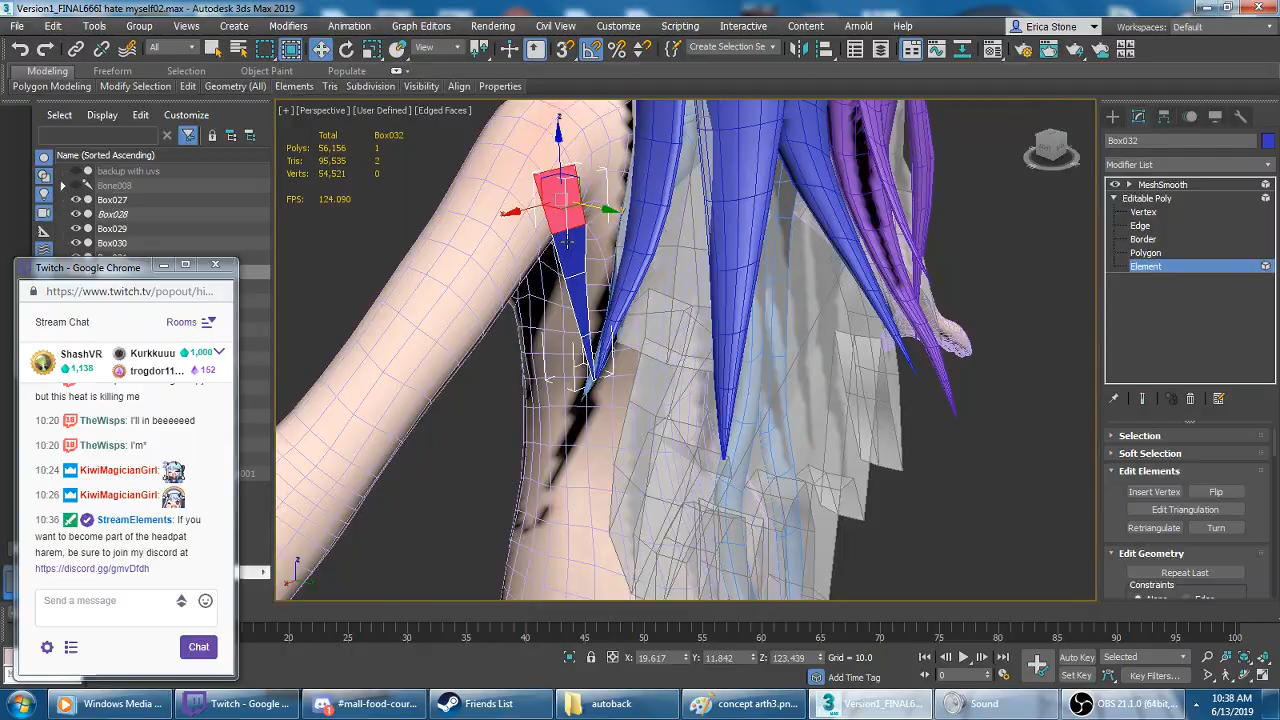 Version1_FINAL666I hate myself02.max - Autodesk 3ds Max 2019
File Edit Tools Group Views Create Modifiers Animation Graph Editors Rendering Civil View Customize Scripting Interactive Content Arnold Help Erica Stone Workspaces: Default
All View Create Selection Se
Modeling Freeform Selection Object Paint Populate
Polygon Modeling Modify Selection Edit Geometry (All) Elements Tris Subdivision Visibility Align Properties
Select Display Edit Customize
Name (Sorted Ascending)
backup with uvs
Bone008
Box027
Box028
Box029
Box030
[+] [Perspective] [User Defined] [Edged Faces]
Total Box032
Polys: 56,156 1
Tris: 95,535 2
Verts: 54,521 0
FPS: 124.090
Box032
Modifier List
MeshSmooth
Editable Poly
Vertex
Edge
Border
Polygon
Element
Selection
Soft Selection
Edit Elements
Insert Vertex Flip
Edit Triangulation
Retriangulate Turn
Edit Geometry
Repeat Last
Constraints
None Edge
Twitch - Google Chrome
https://www.twitch.tv/popout/hi...
Stream Chat Rooms
ShashVR 1,138
Kurkkuuu 1,000
trogdor11... 152
but this heat is killing me
10:20 TheWisps: I'll in beeeeeed
10:20 TheWisps: I'm*
10:24 KiwiMagicianGirl:
10:26 KiwiMagicianGirl:
10:36 StreamElements: If you
want to become part of the headpat
harem, be sure to join my discord at
https://discord.gg/gmvDfdh
Send a message
Chat
001
20 25 30 35 40 45 50 55 60 65 70 75 80 85 90 95 100
X: 19.617 Y: 11.842 Z: 123.439 Grid = 10.0
Add Time Tag
0
Auto Key Selected
Set Key Key Filters...
Windows Media ... Twitch - Google ... #mall-food-cour... Friends List autoback concept arth3.pn... Version1_FINAL6... Sound OBS 21.1.0 (64bit,...
10:38 AM
6/13/2019